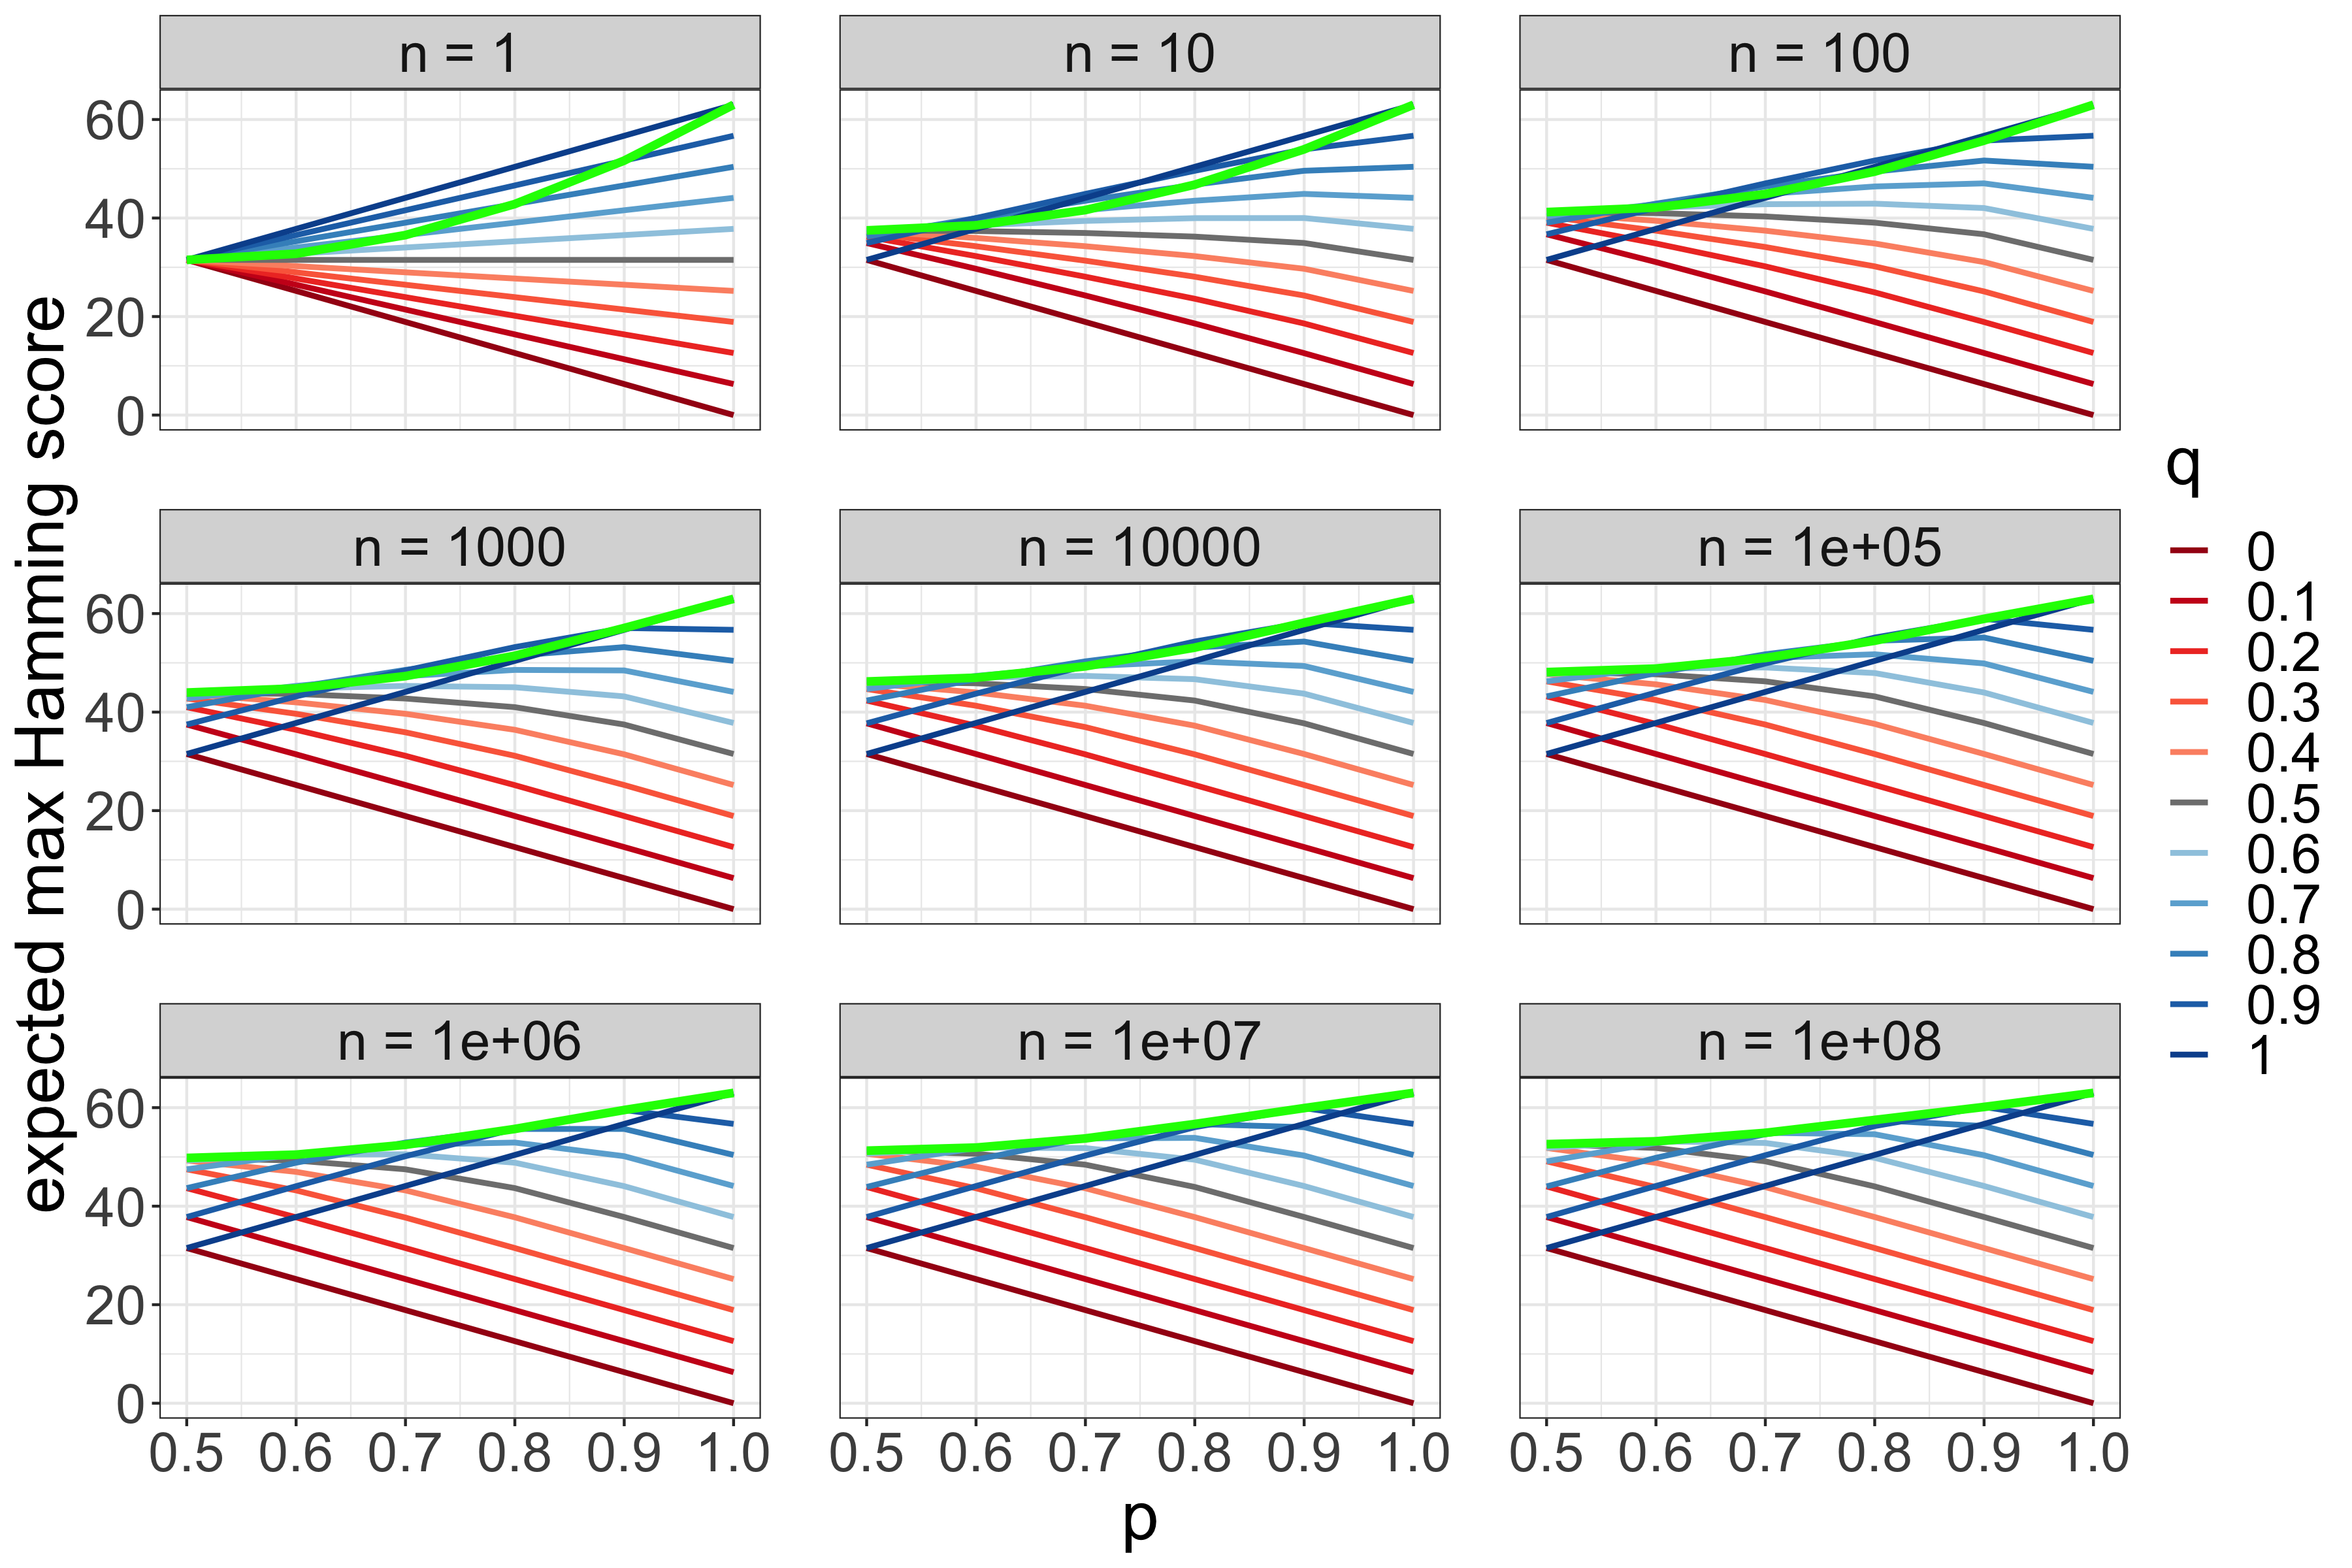 n = 1
n = 10
n = 100
60
40
20
0
n = 1000
n = 10000
n = 1e+05
60
40
20
0
n = 1e+06
n = 1e+07
n = 1e+08
60
40
20
0
0.5 0.6 0.7 0.8 0.9 1.0
0.5 0.6 0.7 0.8 0.9 1.0
0.5 0.6 0.7 0.8 0.9 1.0
p
expected max Hamming score
q
0
0.1
0.2
0.3
0.4
0.5
0.6
0.7
0.8
0.9
1